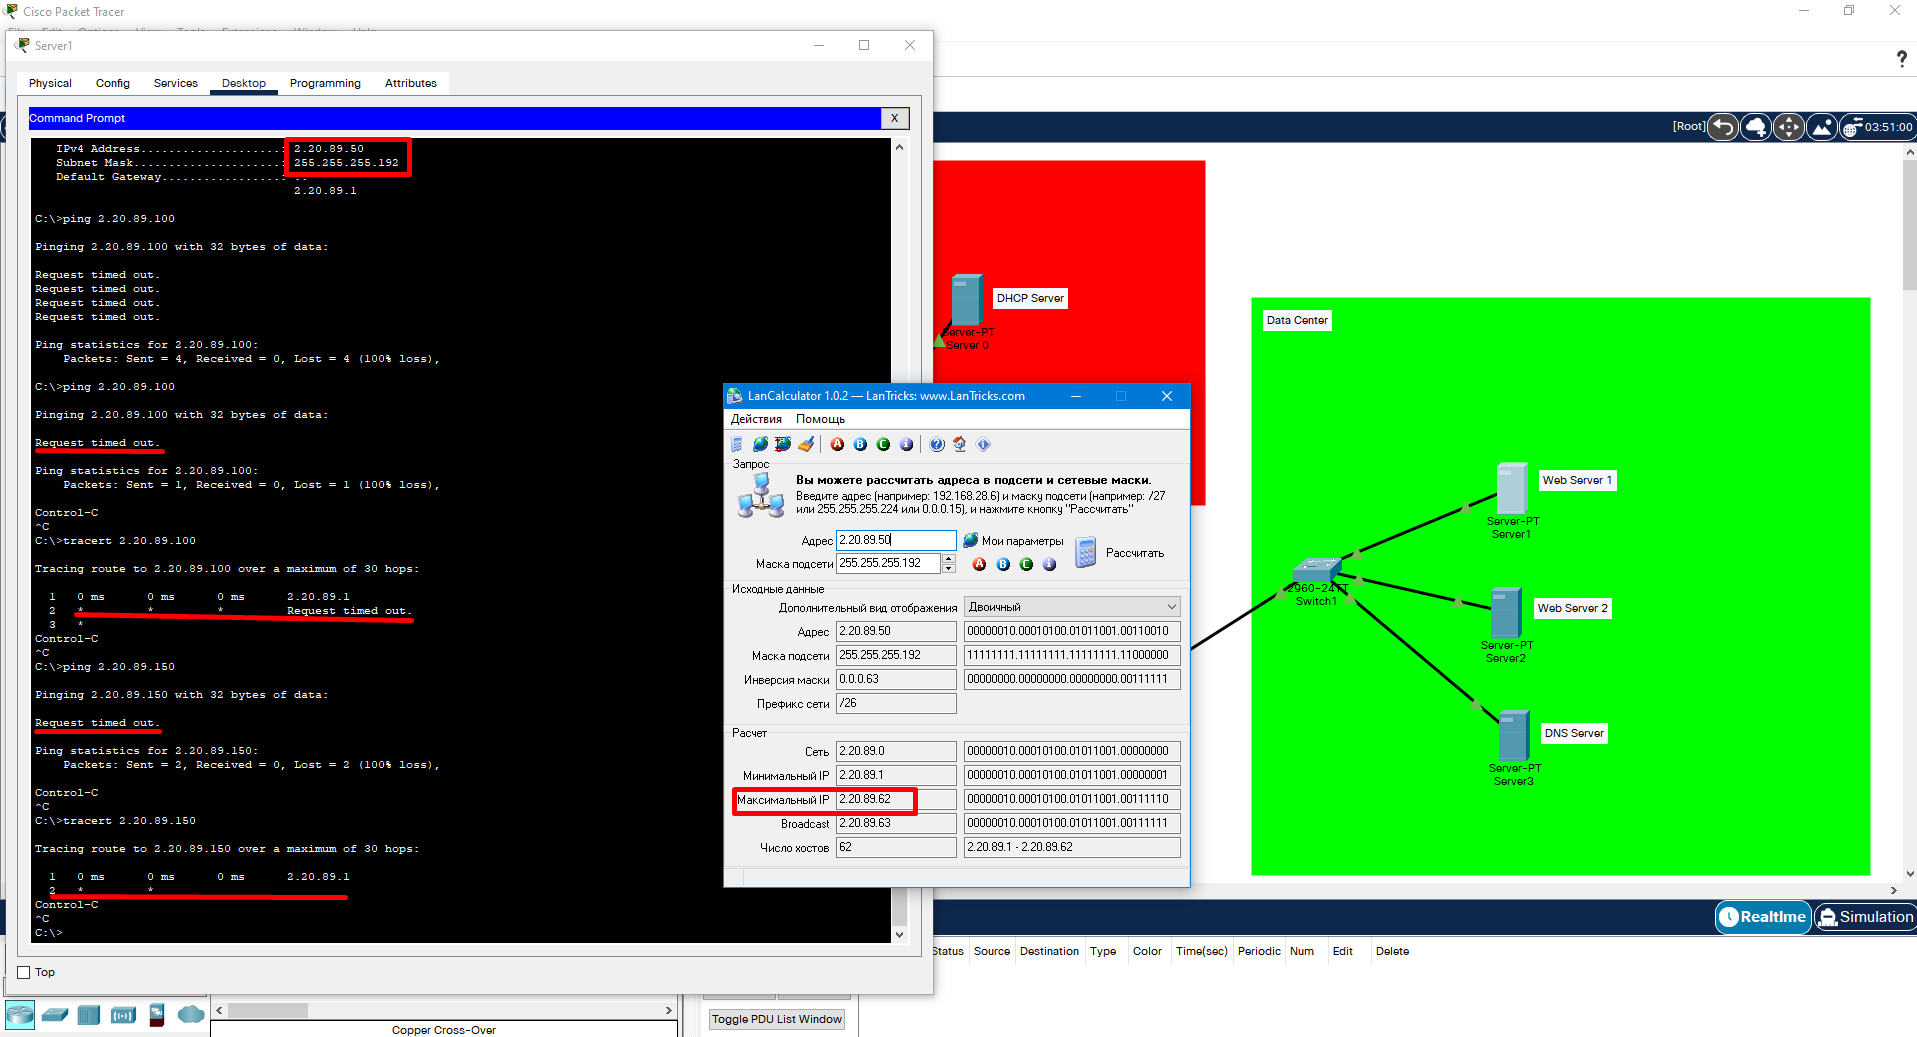 Cisco Packet Tracer
Server1
Physical Config Services Desktop Programming Attributes
Command Prompt
X
IPv4 Address....................: 2.20.89.50
Subnet Mask.....................: 255.255.255.192
Default Gateway.................: ..
2.20.89.1
C:\>ping 2.20.89.100
Pinging 2.20.89.100 with 32 bytes of data:
Request timed out.
Request timed out.
Request timed out.
Request timed out.
Ping statistics for 2.20.89.100:
Packets: Sent = 4, Received = 0, Lost = 4 (100% loss),
C:\>ping 2.20.89.100
Pinging 2.20.89.100 with 32 bytes of data:
Request timed out.
Ping statistics for 2.20.89.100:
Packets: Sent = 1, Received = 0, Lost = 1 (100% loss),
Control-C
^C
C:\>tracert 2.20.89.100
Tracing route to 2.20.89.100 over a maximum of 30 hops:
1 0 ms 0 ms 0 ms 2.20.89.1
2 * * * Request timed out.
3 *
Control-C
^C
C:\>ping 2.20.89.150
Pinging 2.20.89.150 with 32 bytes of data:
Request timed out.
Ping statistics for 2.20.89.150:
Packets: Sent = 2, Received = 0, Lost = 2 (100% loss),
Control-C
^C
C:\>tracert 2.20.89.150
Tracing route to 2.20.89.150 over a maximum of 30 hops:
1 0 ms 0 ms 0 ms 2.20.89.1
2 * *
Control-C
^C
C:\>
Top
Copper Cross-Over
Toggle PDU List Window
?
[Root]
03:51:00
DHCP Server
Server-PT
Server 0
Data Center
Web Server 1
Server-PT
Server1
2960-24TT
Switch1
Web Server 2
Server-PT
Server2
DNS Server
Server-PT
Server3
LanCalculator 1.0.2 — LanTricks: www.LanTricks.com
Действия Помощь
A B C i ? i
Запрос
Вы можете рассчитать адреса в подсети и сетевые маски.
Введите адрес (например: 192.168.28.6) и маску подсети (например: /27
или 255.255.255.224 или 0.0.0.15), и нажмите кнопку "Рассчитать"
Адрес 2.20.89.50 Мои параметры
Рассчитать
Маска подсети 255.255.255.192 A B C i
Исходные данные
Дополнительный вид отображения Двоичный
Адрес 2.20.89.50 00000010.00010100.01011001.00110010
Маска подсети 255.255.255.192 11111111.11111111.11111111.11000000
Инверсия маски 0.0.0.63 00000000.00000000.00000000.00111111
Префикс сети /26
Расчет
Сеть 2.20.89.0 00000010.00010100.01011001.00000000
Минимальный IP 2.20.89.1 00000010.00010100.01011001.00000001
Максимальный IP 2.20.89.62 00000010.00010100.01011001.00111110
Broadcast 2.20.89.63 00000010.00010100.01011001.00111111
Число хостов 62 2.20.89.1 - 2.20.89.62
Realtime Simulation
Status Source Destination Type Color Time(sec) Periodic Num Edit Delete